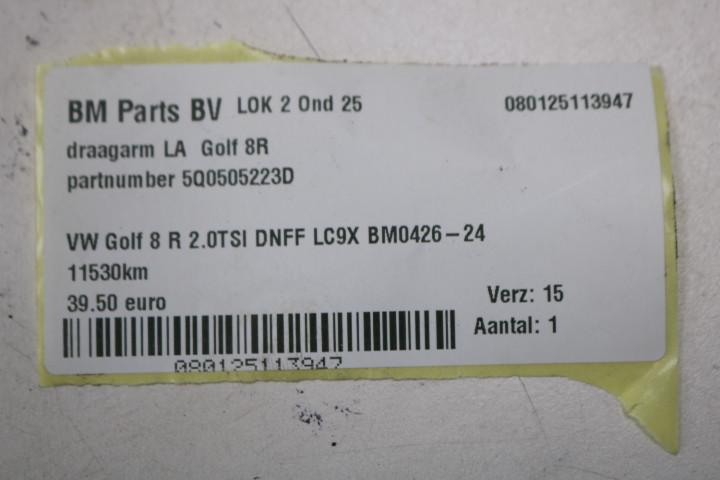 BM Parts BV LOK 2 Ond 25 080125113947
draagarm LA Golf 8R
partnumber 5Q0505223D
VW Golf 8 R 2.0TSI DNFF LC9X BM0426-24
11530km
39.50 euro Verz: 15
Aantal: 1
080125113947